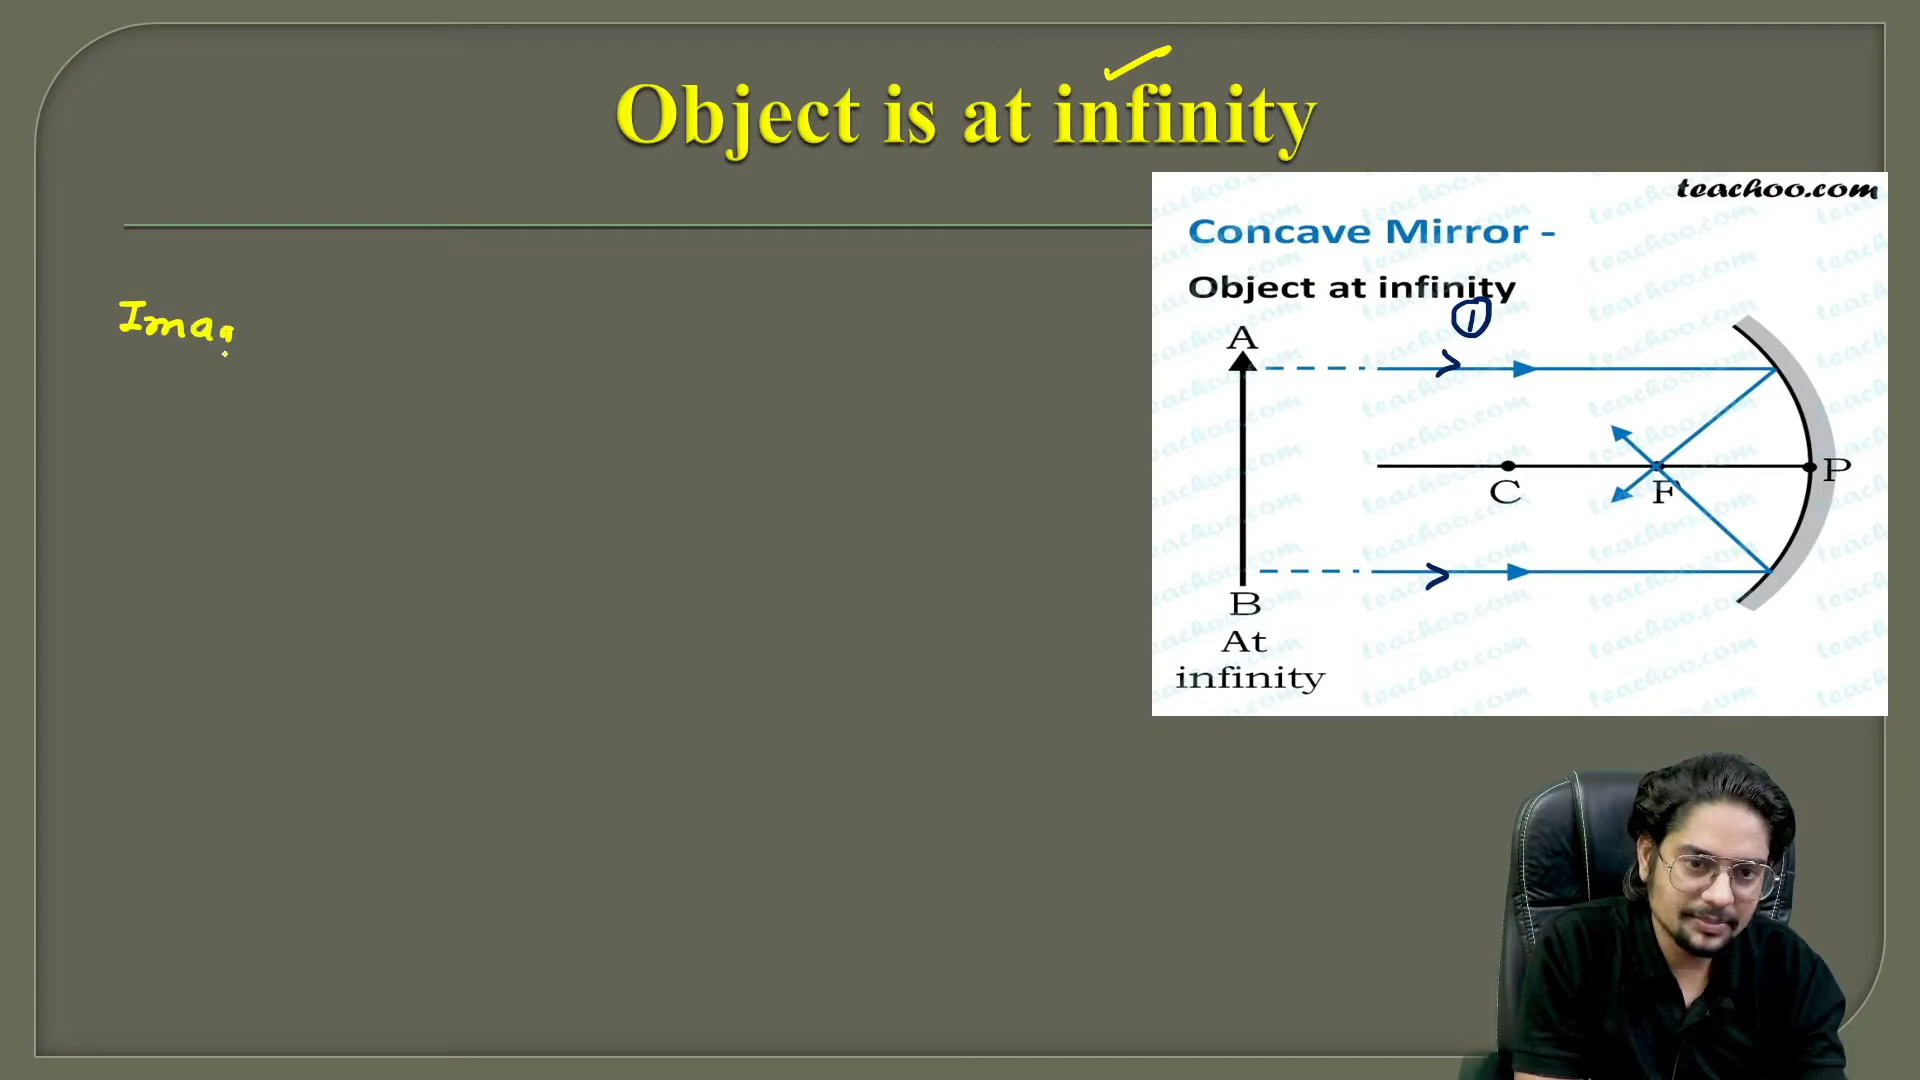 Object is at infinity
teachoo.com
Concave Mirror -
Object at infinity
1
A
Imag
C
F
P
B
At
infinity